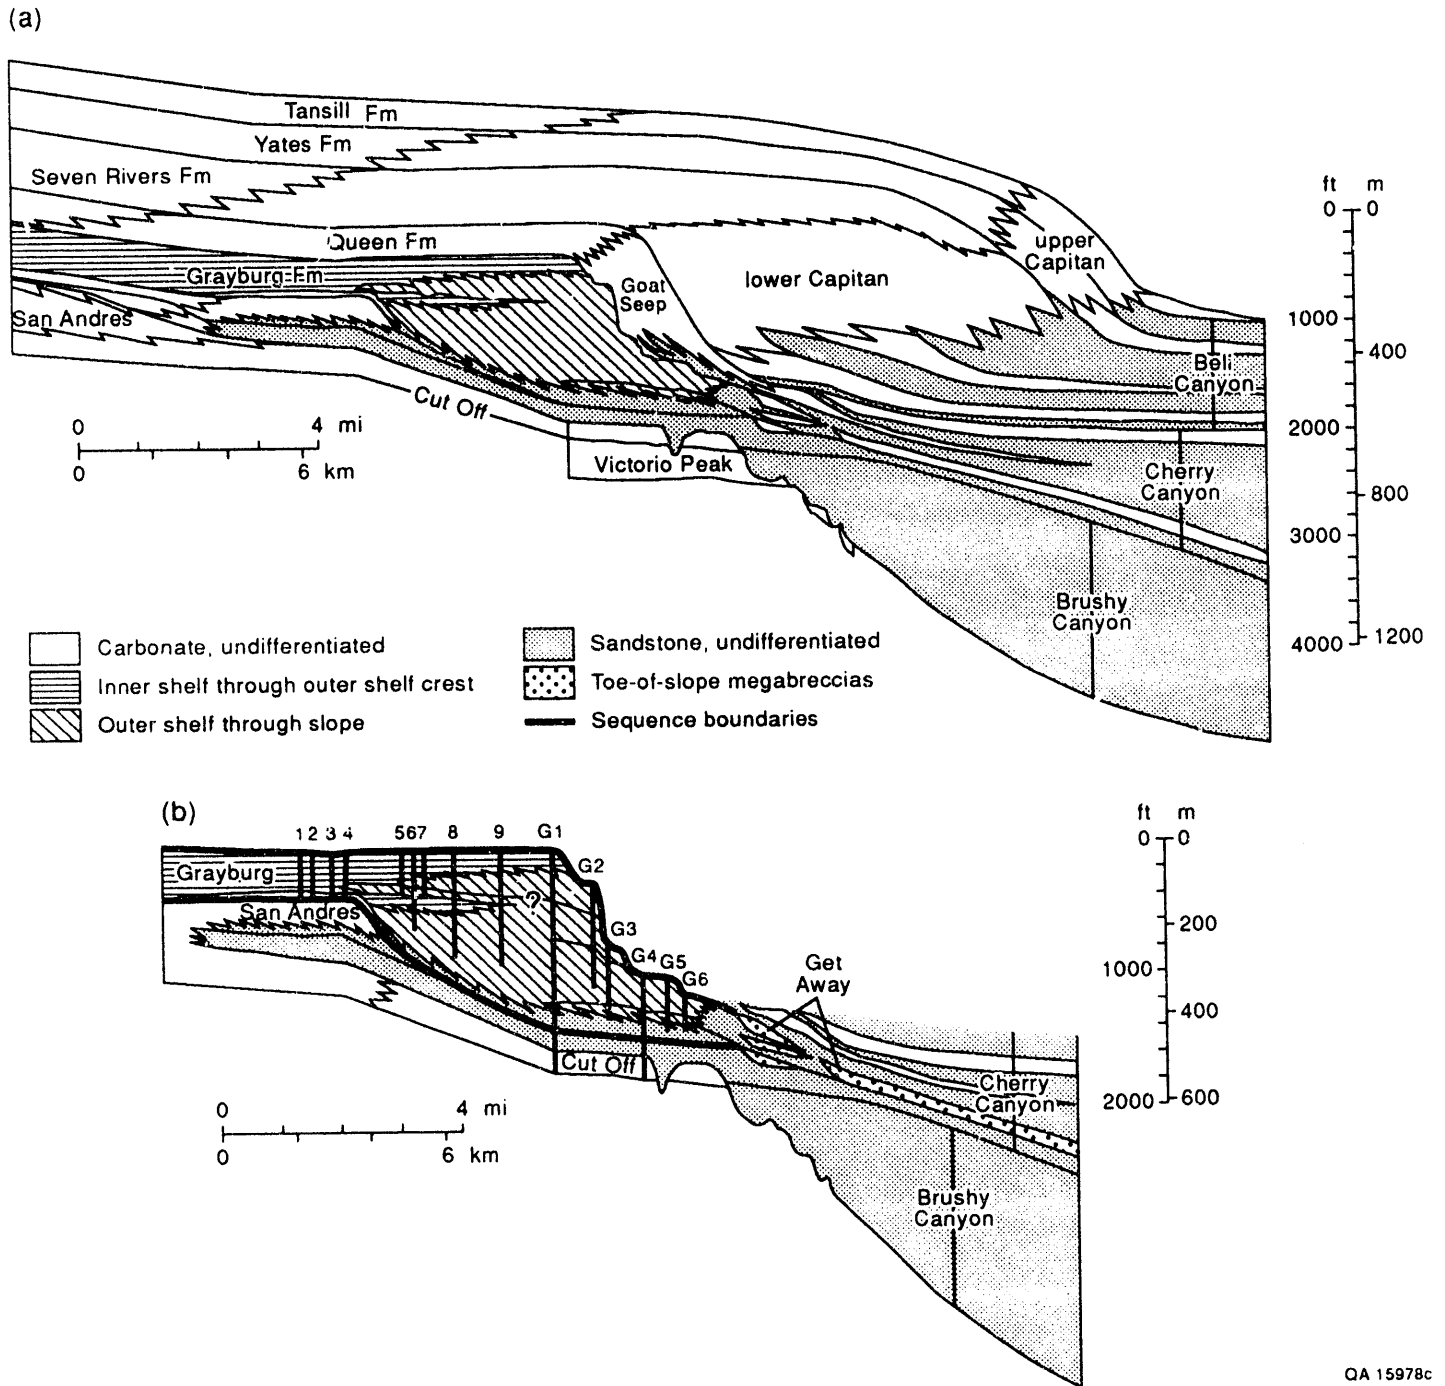 (a)
Tansill Fm
Yates Fm
Seven Rivers Fm
Queen Fm
Grayburg Fm
San Andres
Goat
Seep
lower Capitan
upper
Capitan
Cut Off
Victorio Peak
Beli
Canyon
Cherry
Canyon
Brushy
Canyon
ft m
0 0
1000
400
2000
800
3000
4000 1200
0 4 mi
0 6
km
Carbonate, undifferentiated
Inner shelf through outer shelf crest
Outer shelf through slope
Sandstone, undifferentiated
Toe-of-slope megabreccias
Sequence boundaries
(b)
1 2 3 4 5 6 7 8 9 G1
G2
G3
G4 G5
G6
Grayburg
San Andres
?
Get
Away
Cut Off
Cherry
Canyon
Brushy
Canyon
ft m
0 0
200
1000
400
2000 600
0 4 mi
0 6 km
QA 15978c